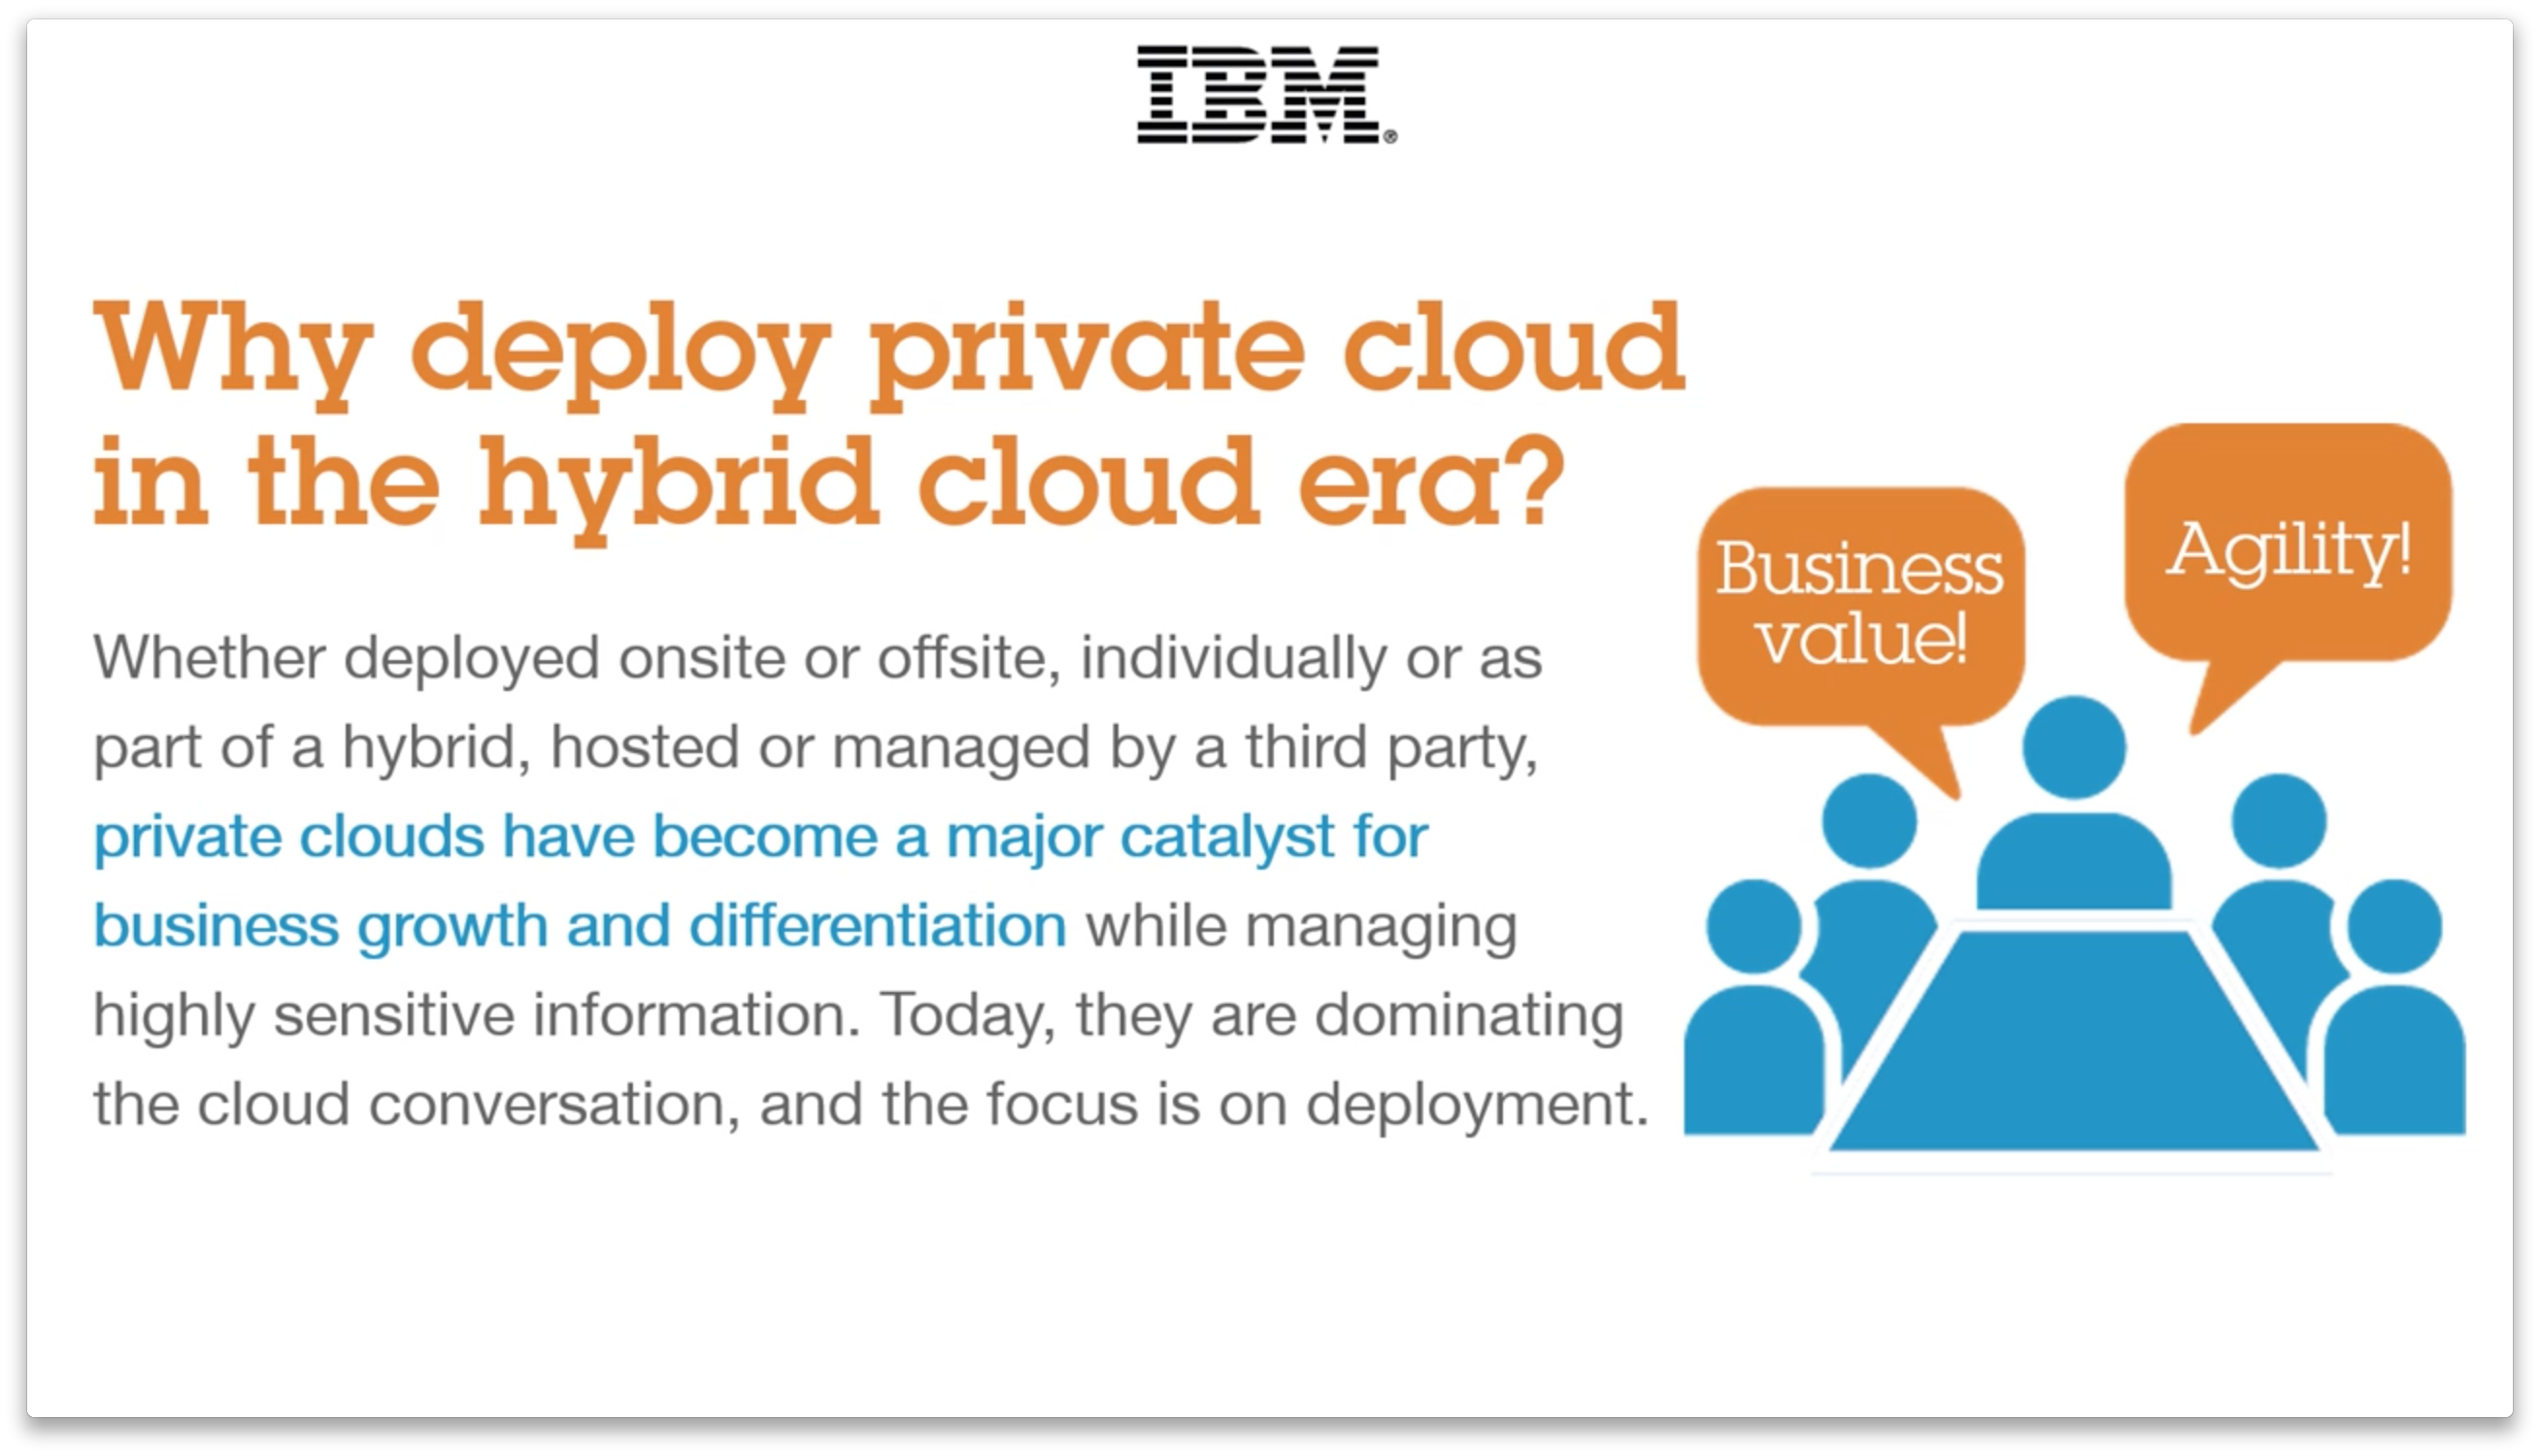 IBM®
Why deploy private cloud
in the hybrid cloud era?
Whether deployed onsite or offsite, individually or as
part of a hybrid, hosted or managed by a third party,
private clouds have become a major catalyst for
business growth and differentiation while managing
highly sensitive information. Today, they are dominating
the cloud conversation, and the focus is on deployment.
Business
value!
Agility!